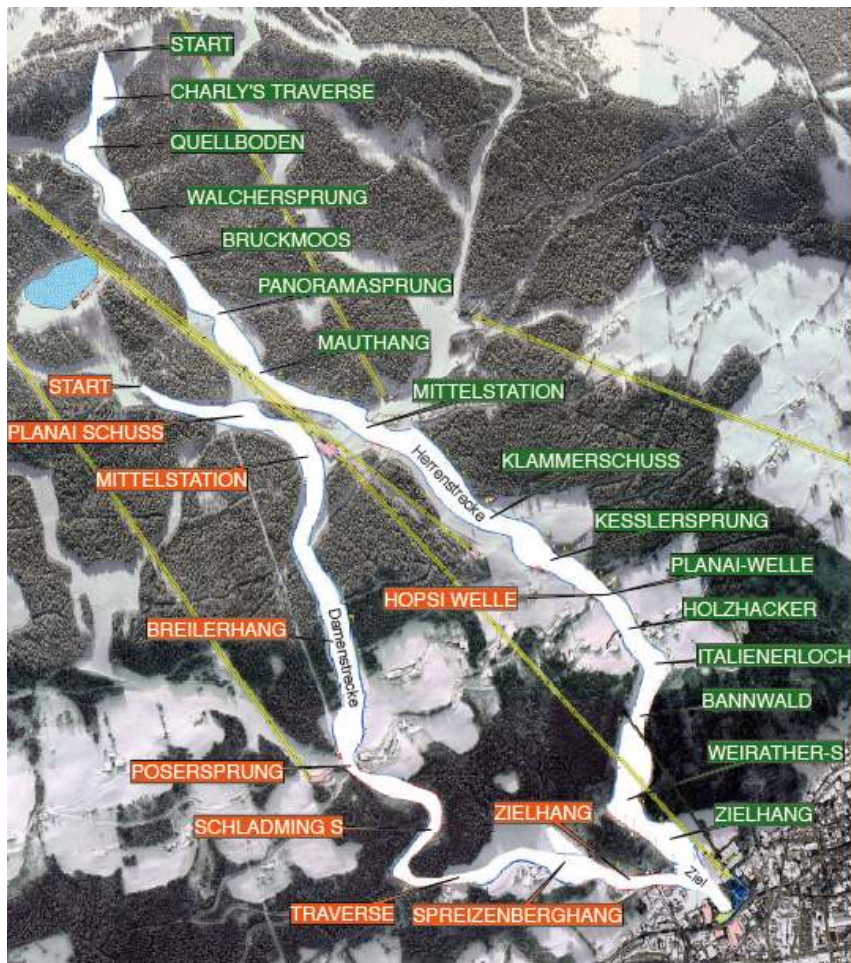 START
CHARLY'S TRAVERSE
QUELLBODEN
WALCHERSPRUNG
BRUCKMOOS
PANORAMASPRUNG
MAUTHANG
START
MITTELSTATION
PLANAI SCHUSS
MITTELSTATION
Herrenstrecke
KLAMMERSCHUSS
KESSLERSPRUNG
PLANAI-WELLE
HOPSI WELLE
HOLZHACKER
BREILERHANG
Damenstrecke
ITALIENERLOCH
BANNWALD
WEIRATHER-S
POSERSPRUNG
ZIELHANG
ZIELHANG
SCHLADMING S
Ziel
TRAVERSE
SPREIZENBERGHANG